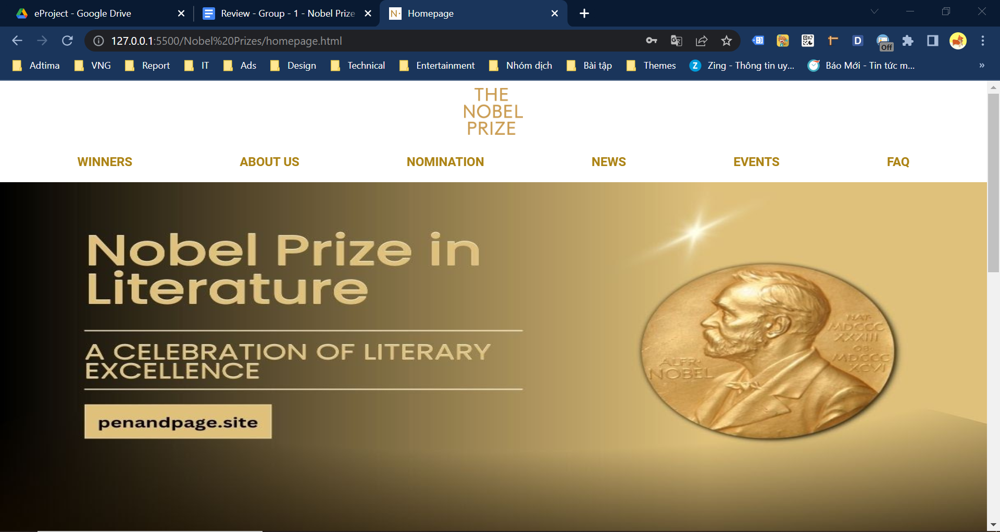 eProject - Google Drive
Review - Group - 1 - Nobel Prize
N·
Homepage
127.0.0.1:5500/Nobel%20Prizes/homepage.html
D
Off
Adtima
VNG
Report
IT
Ads
Design
Technical
Entertainment
Nhóm dịch
Bài tập
Themes
Z
Zing - Thông tin uy...
Báo Mới - Tin tức m...
»
THE
NOBEL
PRIZE
WINNERS
ABOUT US
NOMINATION
NEWS
EVENTS
FAQ
Nobel Prize in
Literature
A CELEBRATION OF LITERARY
EXCELLENCE
penandpage.site
ALFR·
NOBEL
NAT·
MDCCC
XXXIII
OB·
MDCCC
XCVI